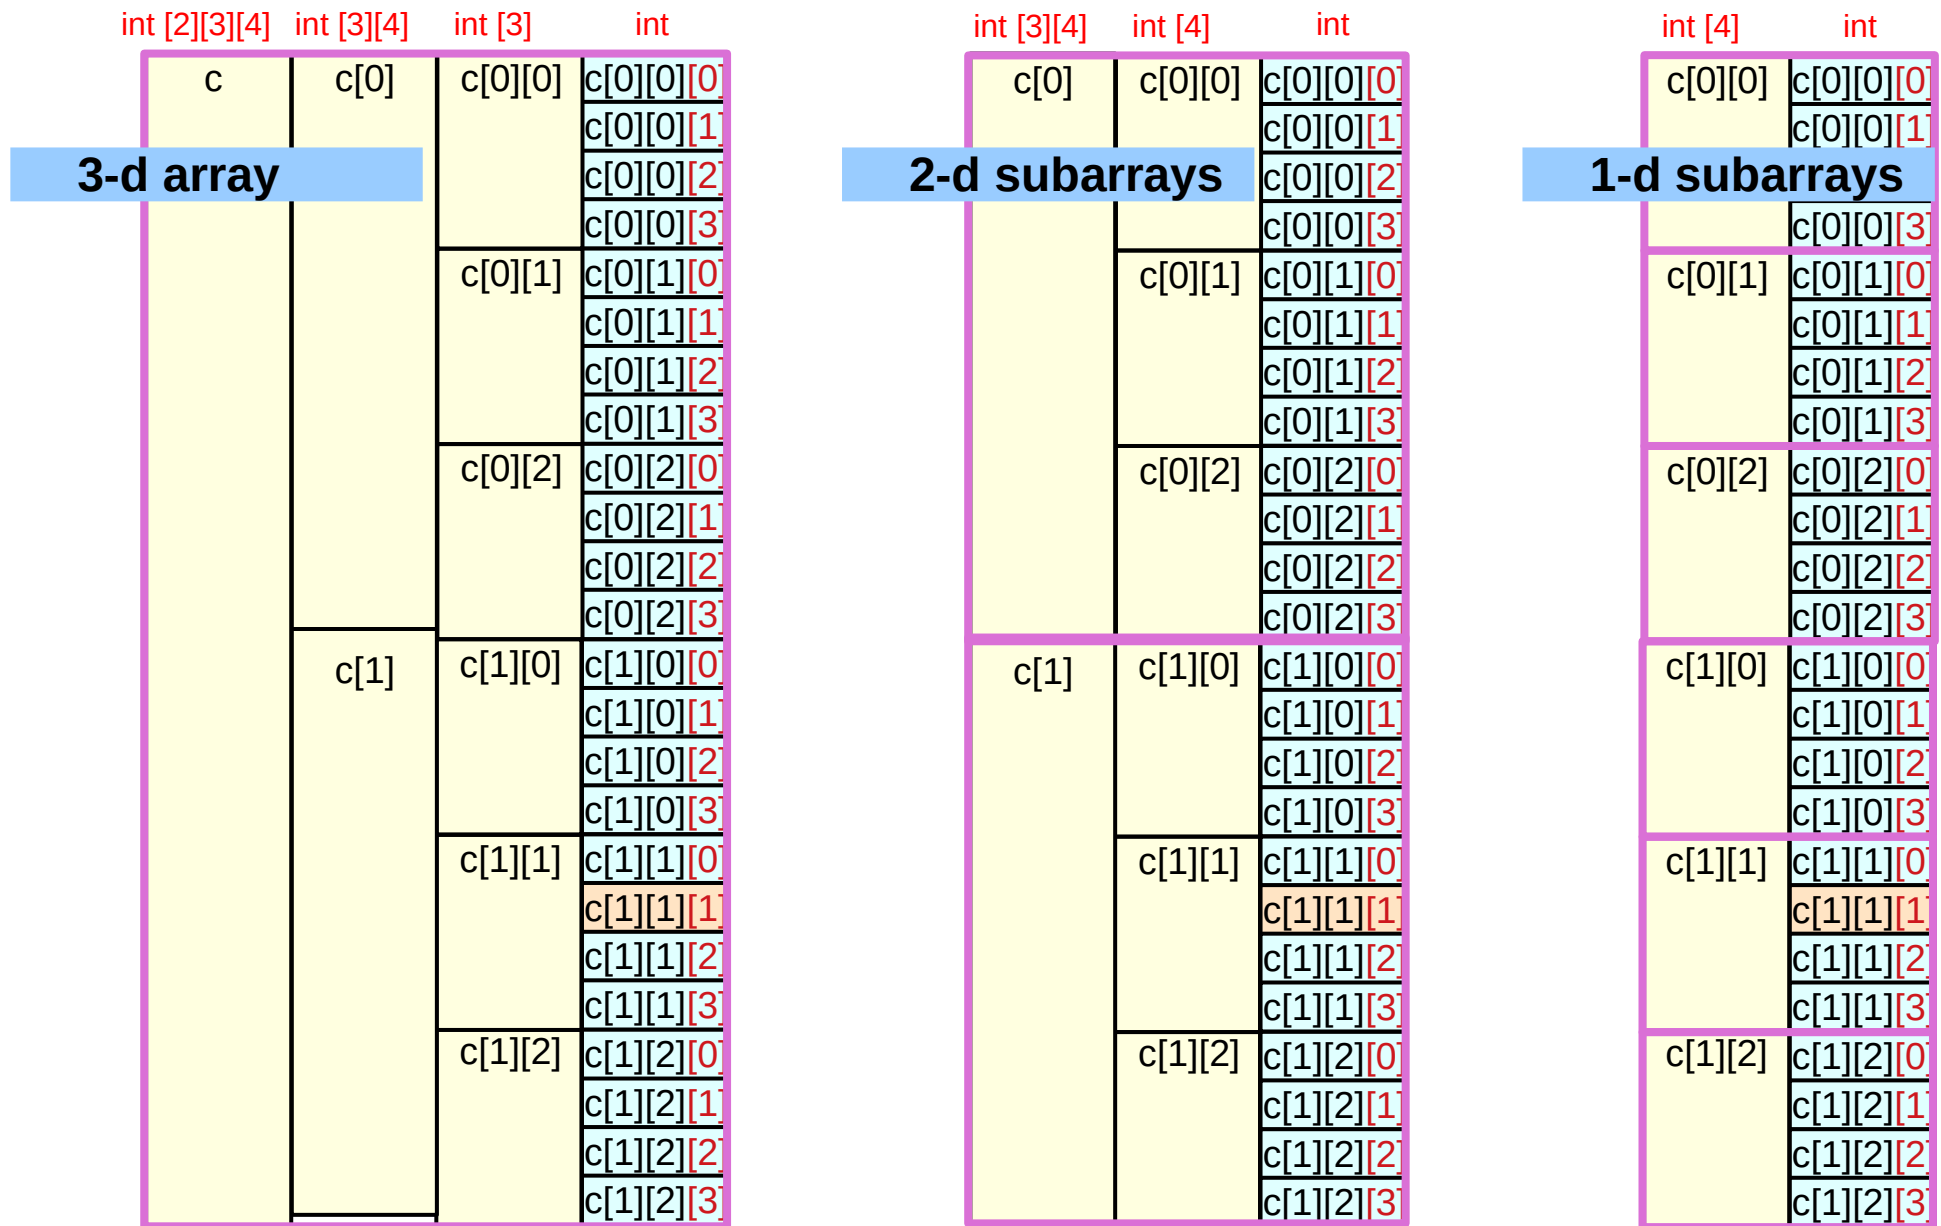 int [2][3][4] int [3][4] int [3] int
c c[0] c[0][0] c[0][0][0]
c[0][0][1]
3-d array c[0][0][2]
c[0][0][3]
c[0][1] c[0][1][0]
c[0][1][1]
c[0][1][2]
c[0][1][3]
c[0][2] c[0][2][0]
c[0][2][1]
c[0][2][2]
c[0][2][3]
c[1] c[1][0] c[1][0][0]
c[1][0][1]
c[1][0][2]
c[1][0][3]
c[1][1] c[1][1][0]
c[1][1][1]
c[1][1][2]
c[1][1][3]
c[1][2] c[1][2][0]
c[1][2][1]
c[1][2][2]
c[1][2][3]
int [3][4] int [4] int
c[0] c[0][0] c[0][0][0]
c[0][0][1]
2-d subarrays c[0][0][2]
c[0][0][3]
c[0][1] c[0][1][0]
c[0][1][1]
c[0][1][2]
c[0][1][3]
c[0][2] c[0][2][0]
c[0][2][1]
c[0][2][2]
c[0][2][3]
c[1] c[1][0] c[1][0][0]
c[1][0][1]
c[1][0][2]
c[1][0][3]
c[1][1] c[1][1][0]
c[1][1][1]
c[1][1][2]
c[1][1][3]
c[1][2] c[1][2][0]
c[1][2][1]
c[1][2][2]
c[1][2][3]
int [4] int
c[0][0] c[0][0][0]
c[0][0][1]
1-d subarrays
c[0][0][3]
c[0][1] c[0][1][0]
c[0][1][1]
c[0][1][2]
c[0][1][3]
c[0][2] c[0][2][0]
c[0][2][1]
c[0][2][2]
c[0][2][3]
c[1][0] c[1][0][0]
c[1][0][1]
c[1][0][2]
c[1][0][3]
c[1][1] c[1][1][0]
c[1][1][1]
c[1][1][2]
c[1][1][3]
c[1][2] c[1][2][0]
c[1][2][1]
c[1][2][2]
c[1][2][3]